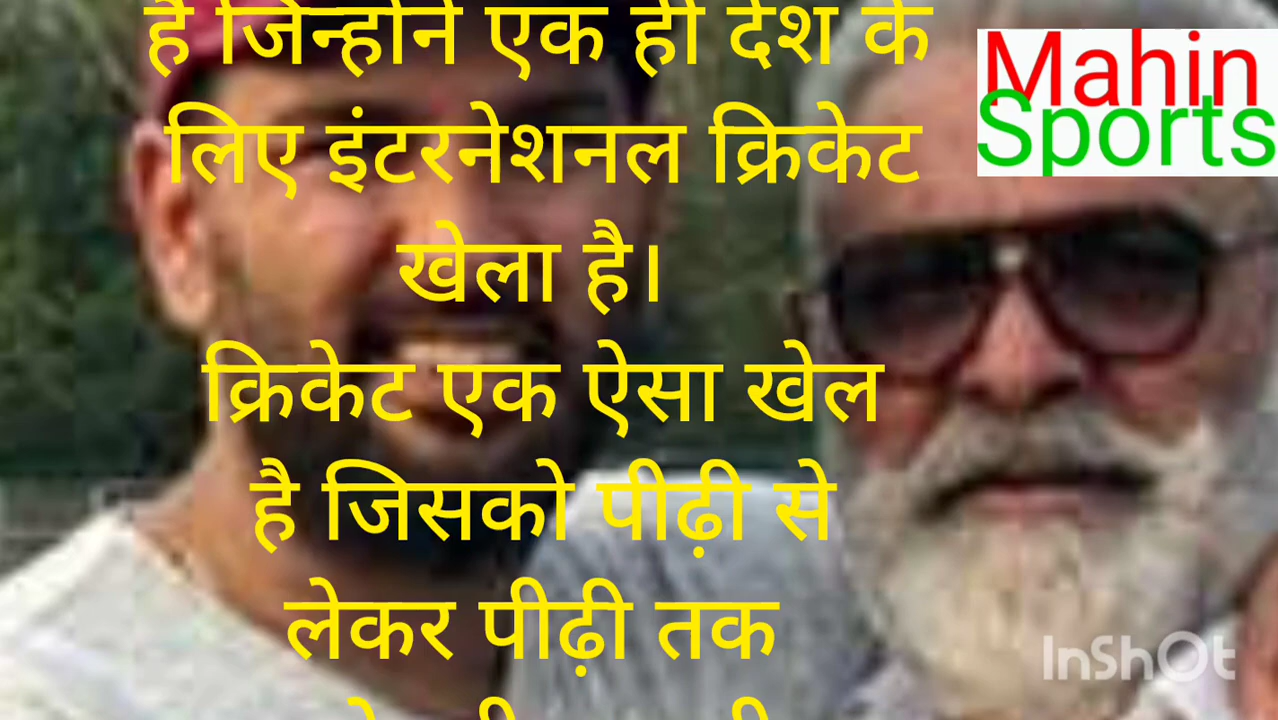 है जिन्होंने एक ही देश के
लिए इंटरनेशनल क्रिकेट
खेला है।
क्रिकेट एक ऐसा खेल
है जिसको पीढ़ी से
लेकर पीढ़ी तक
Mahin
Sports
InShOt